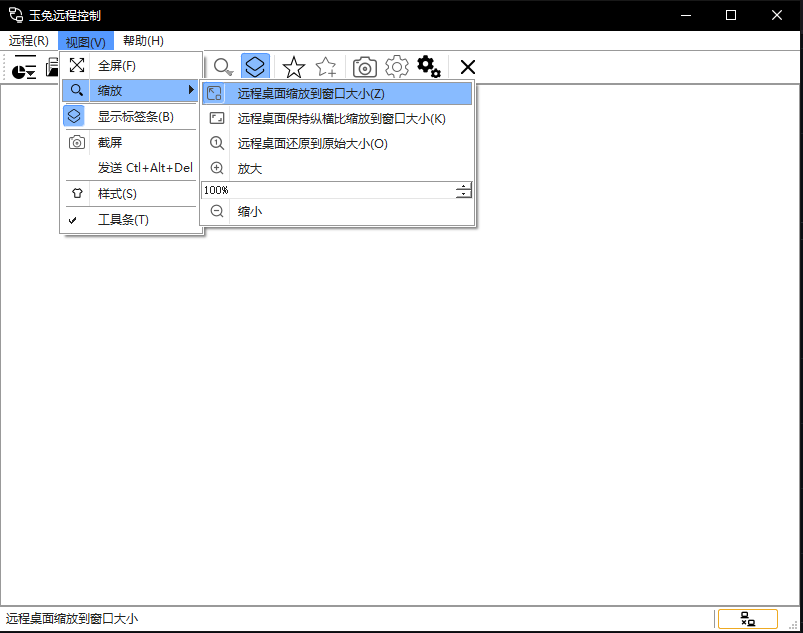 玉兔远程控制
远程(R) 视图(V) 帮助(H)
全屏(F)
缩放
显示标签条(B)
截屏
发送 Ctl+Alt+Del
样式(S)
工具条(T)
远程桌面缩放到窗口大小(Z)
远程桌面保持纵横比缩放到窗口大小(K)
远程桌面还原到原始大小(O)
放大
100%
缩小
远程桌面缩放到窗口大小